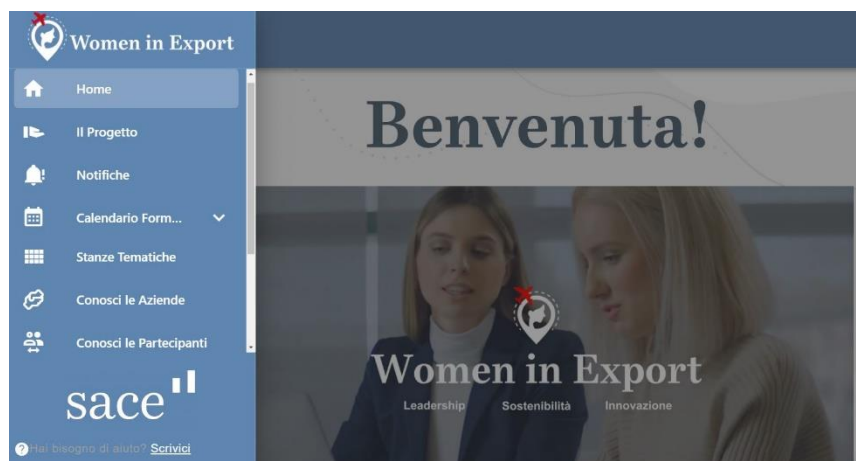 Women in Export
Home
Il Progetto
Notifiche
Calendario Form...
Stanze Tematiche
Conosci le Aziende
Conosci le Partecipanti
sace
Hai bisogno di aiuto? Scrivici
Benvenuta!
Women in Export
Leadership Sostenibilità Innovazione